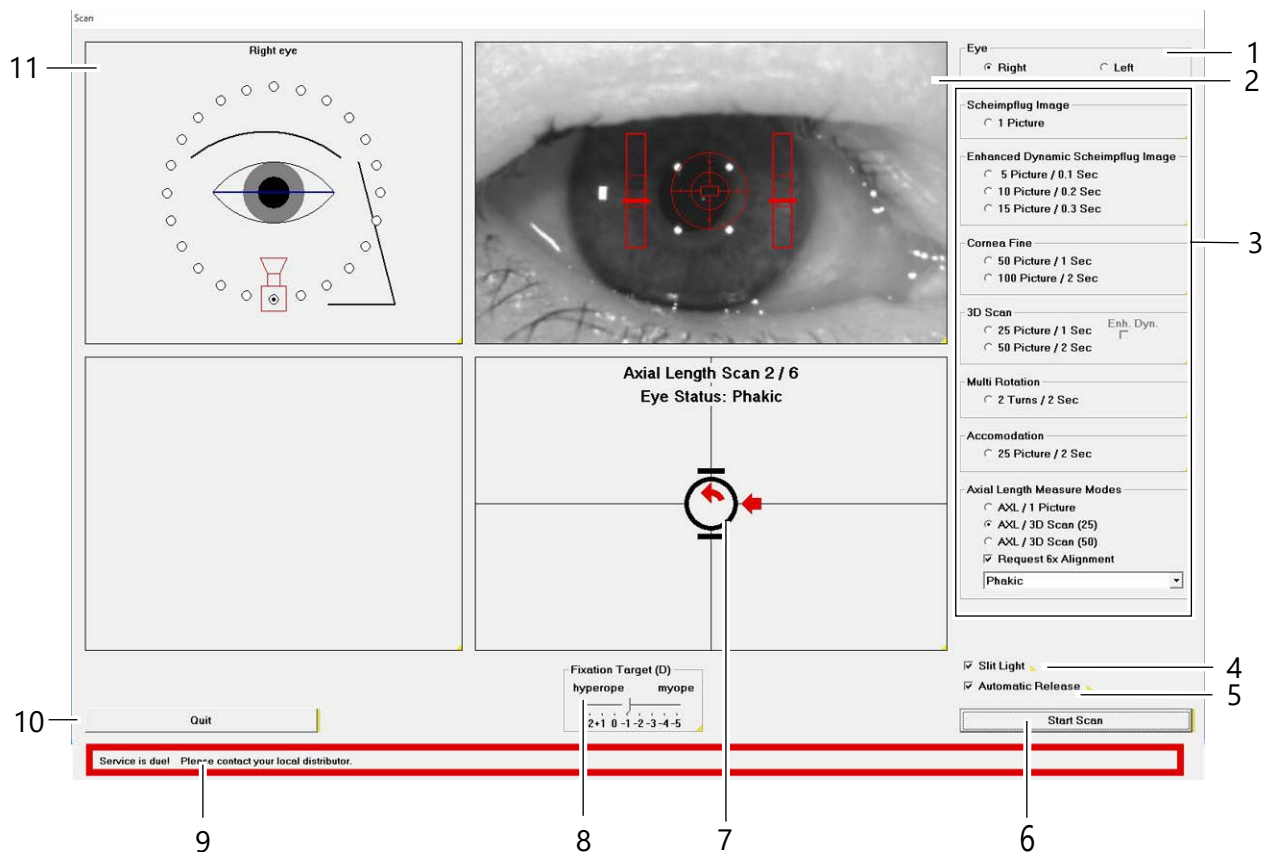 Scan
11
Right eye
Eye
Right
Left
1
2
Scheimpflug Image
1 Picture
Enhanced Dynamic Scheimpflug Image
5 Picture / 0.1 Sec
10 Picture / 0.2 Sec
15 Picture / 0.3 Sec
3
Cornea Fine
50 Picture / 1 Sec
100 Picture / 2 Sec
3D Scan
25 Picture / 1 Sec
Enh. Dyn.
50 Picture / 2 Sec
Multi Rotation
2 Turns / 2 Sec
Accomodation
25 Picture / 2 Sec
Axial Length Measure Modes
AXL / 1 Picture
AXL / 3D Scan (25)
AXL / 3D Scan (50)
Request 6x Alignment
Phakic
Axial Length Scan 2 / 6
Eye Status: Phakic
Slit Light
4
Automatic Release
5
Fixation Target (D)
hyperope myope
2+1 0 -1 -2 -3 -4 -5
10
Quit
Start Scan
Service is due! Please contact your local distributor.
9
8
7
6